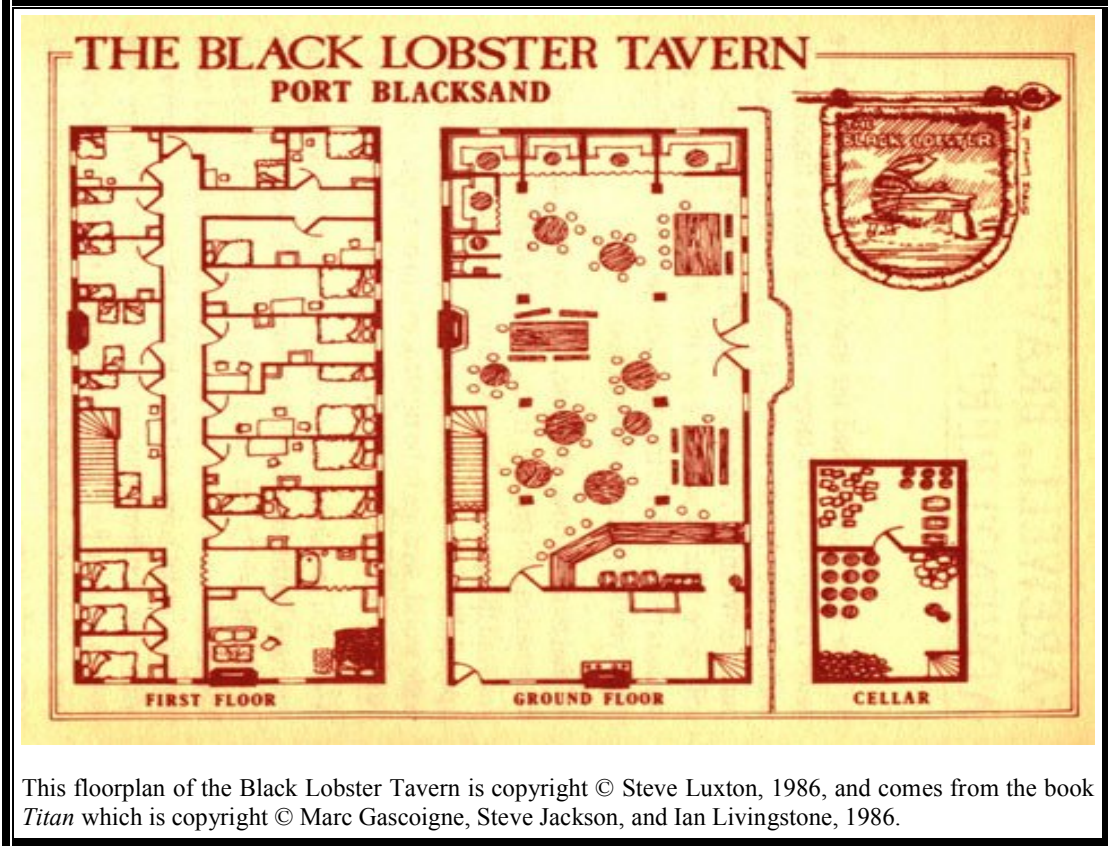 THE BLACK LOBSTER TAVERN
PORT BLACKSAND
THE
BLACK LOBSTER
FIRST FLOOR
GROUND FLOOR
CELLAR
This floorplan of the Black Lobster Tavern is copyright © Steve Luxton, 1986, and comes from the book
Titan which is copyright © Marc Gascoigne, Steve Jackson, and Ian Livingstone, 1986.